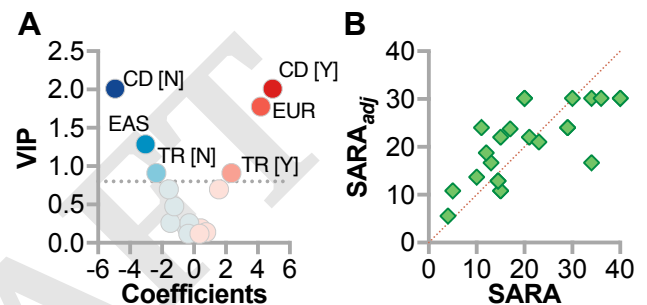 A
2.5
2.0
1.5
1.0
0.5
0.0
VIP
CD [N]
CD [Y]
EUR
EAS
TR [N]
TR [Y]
-6 -4 -2 0 2 4 6
Coefficients
B
40
30
20
10
0
SARAadj
0 10 20 30 40
SARA